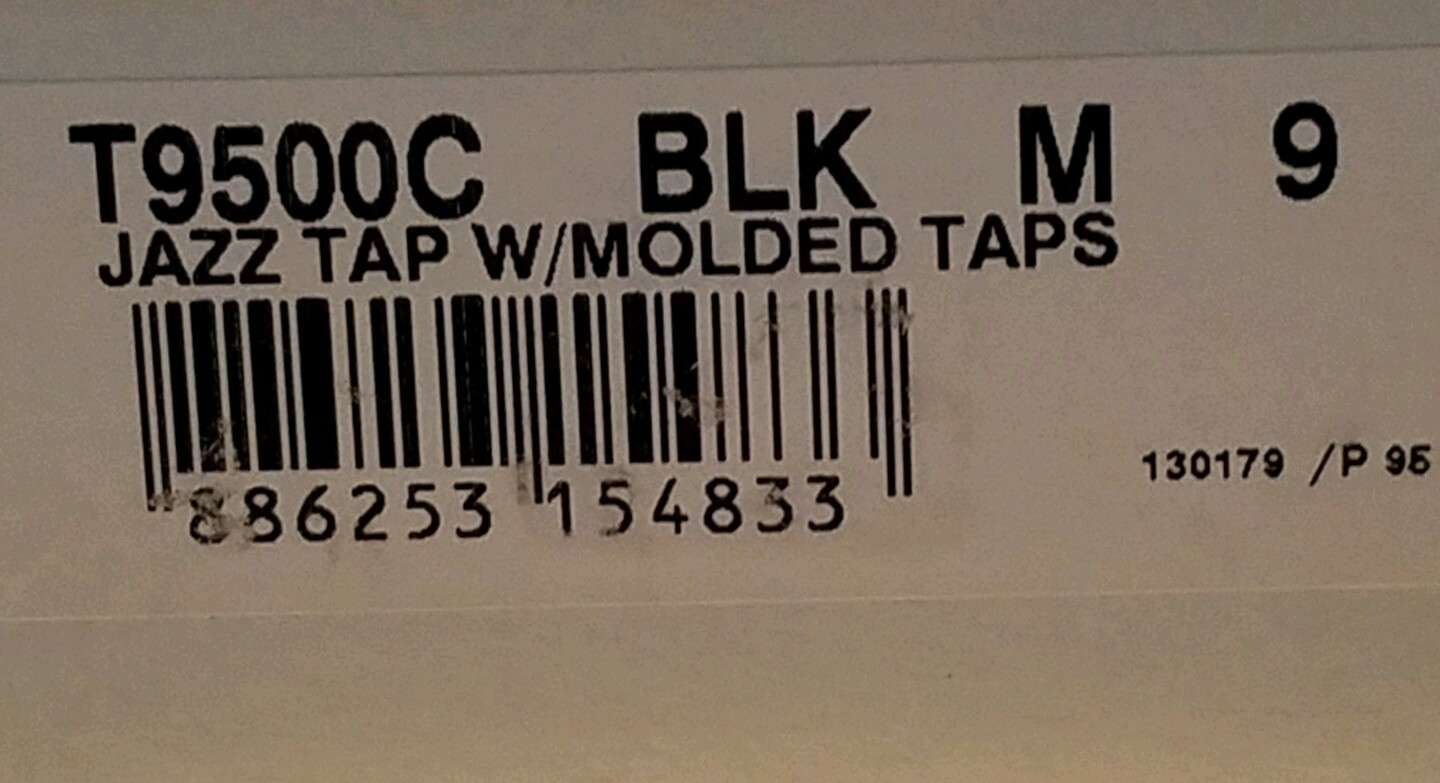 T9500C BLK M 9
JAZZ TAP W/MOLDED TAPS
886253 154833
130179 /P 95